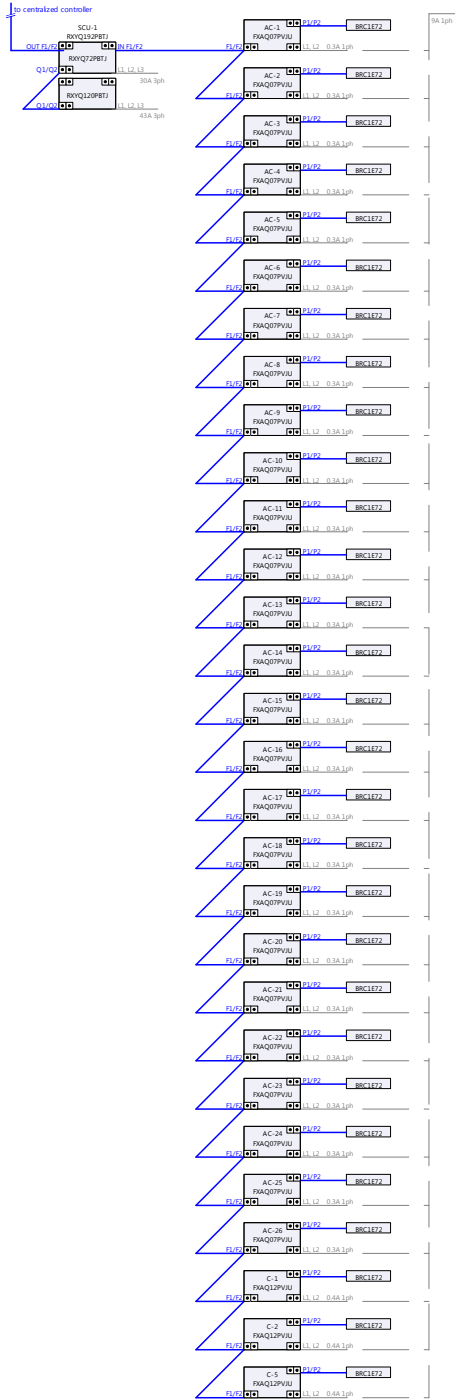 to centralized controller
SCU-1
RXYQ192PBTJ
OUT F1/F2
IN F1/F2
RXYQ72PBTJ
Q1/Q2
L1, L2, L3
30A 3ph
RXYQ120PBTJ
Q1/Q2
L1, L2, L3
43A 3ph
9A 1ph
AC-1
FXAQ07PVJU
P1/P2
BRC1E72
F1/F2
L1, L2 0.3A 1ph
AC-2
FXAQ07PVJU
P1/P2
BRC1E72
F1/F2
L1, L2 0.3A 1ph
AC-3
FXAQ07PVJU
P1/P2
BRC1E72
F1/F2
L1, L2 0.3A 1ph
AC-4
FXAQ07PVJU
P1/P2
BRC1E72
F1/F2
L1, L2 0.3A 1ph
AC-5
FXAQ07PVJU
P1/P2
BRC1E72
F1/F2
L1, L2 0.3A 1ph
AC-6
FXAQ07PVJU
P1/P2
BRC1E72
F1/F2
L1, L2 0.3A 1ph
AC-7
FXAQ07PVJU
P1/P2
BRC1E72
F1/F2
L1, L2 0.3A 1ph
AC-8
FXAQ07PVJU
P1/P2
BRC1E72
F1/F2
L1, L2 0.3A 1ph
AC-9
FXAQ07PVJU
P1/P2
BRC1E72
F1/F2
L1, L2 0.3A 1ph
AC-10
FXAQ07PVJU
P1/P2
BRC1E72
F1/F2
L1, L2 0.3A 1ph
AC-11
FXAQ07PVJU
P1/P2
BRC1E72
F1/F2
L1, L2 0.3A 1ph
AC-12
FXAQ07PVJU
P1/P2
BRC1E72
F1/F2
L1, L2 0.3A 1ph
AC-13
FXAQ07PVJU
P1/P2
BRC1E72
F1/F2
L1, L2 0.3A 1ph
AC-14
FXAQ07PVJU
P1/P2
BRC1E72
F1/F2
L1, L2 0.3A 1ph
AC-15
FXAQ07PVJU
P1/P2
BRC1E72
F1/F2
L1, L2 0.3A 1ph
AC-16
FXAQ07PVJU
P1/P2
BRC1E72
F1/F2
L1, L2 0.3A 1ph
AC-17
FXAQ07PVJU
P1/P2
BRC1E72
F1/F2
L1, L2 0.3A 1ph
AC-18
FXAQ07PVJU
P1/P2
BRC1E72
F1/F2
L1, L2 0.3A 1ph
AC-19
FXAQ07PVJU
P1/P2
BRC1E72
F1/F2
L1, L2 0.3A 1ph
AC-20
FXAQ07PVJU
P1/P2
BRC1E72
F1/F2
L1, L2 0.3A 1ph
AC-21
FXAQ07PVJU
P1/P2
BRC1E72
F1/F2
L1, L2 0.3A 1ph
AC-22
FXAQ07PVJU
P1/P2
BRC1E72
F1/F2
L1, L2 0.3A 1ph
AC-23
FXAQ07PVJU
P1/P2
BRC1E72
F1/F2
L1, L2 0.3A 1ph
AC-24
FXAQ07PVJU
P1/P2
BRC1E72
F1/F2
L1, L2 0.3A 1ph
AC-25
FXAQ07PVJU
P1/P2
BRC1E72
F1/F2
L1, L2 0.3A 1ph
AC-26
FXAQ07PVJU
P1/P2
BRC1E72
F1/F2
L1, L2 0.3A 1ph
C-1
FXAQ12PVJU
P1/P2
BRC1E72
F1/F2
L1, L2 0.4A 1ph
C-2
FXAQ12PVJU
P1/P2
BRC1E72
F1/F2
L1, L2 0.4A 1ph
C-5
FXAQ12PVJU
P1/P2
BRC1E72
F1/F2
L1, L2 0.4A 1ph